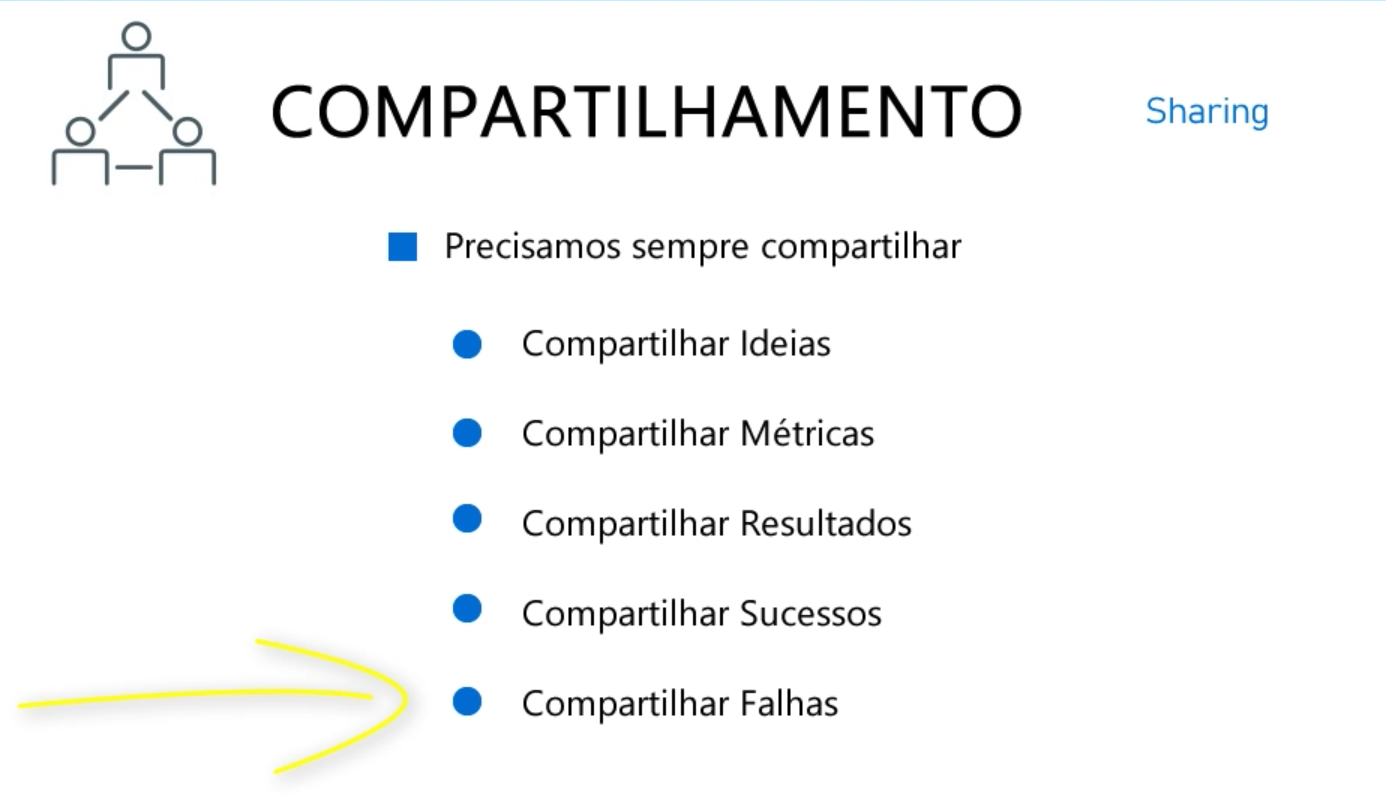 COMPARTILHAMENTO
Sharing
Precisamos sempre compartilhar
Compartilhar Ideias
Compartilhar Métricas
Compartilhar Resultados
Compartilhar Sucessos
Compartilhar Falhas